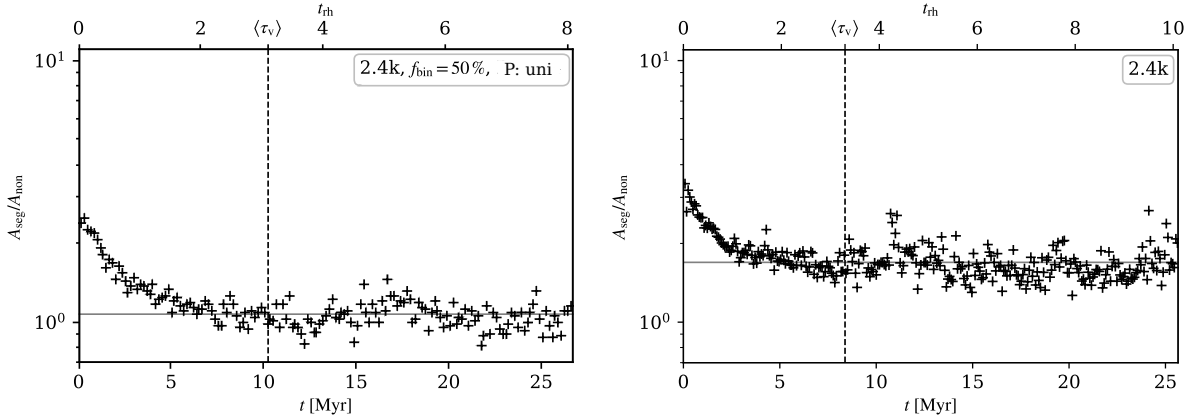 t_rh
0 2 ⟨τ_v⟩ 4 6 8
10^1
2.4k, f_bin = 50 %, P: uni
A_seg/A_non
10^0
0 5 10 15 20 25
t [Myr]
t_rh
0 2 ⟨τ_v⟩ 4 6 8 10
10^1
2.4k
A_seg/A_non
10^0
0 5 10 15 20 25
t [Myr]